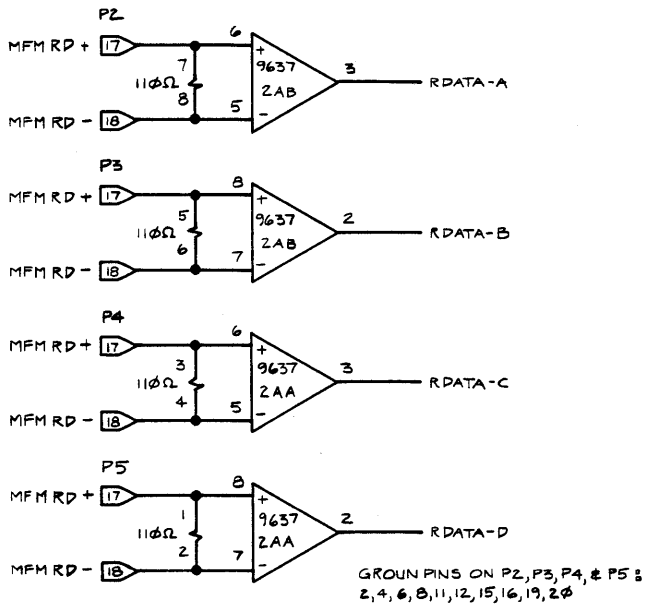 P2
MFM RD + 17
6
+
7
110Ω
8
9637
2AB
3
RDATA-A
MFM RD - 18
5
-
P3
MFM RD + 17
8
+
5
110Ω
6
9637
2AB
2
RDATA-B
MFM RD - 18
7
-
P4
MFM RD + 17
6
+
3
110Ω
4
9637
2AA
3
RDATA-C
MFM RD - 18
5
-
P5
MFM RD + 17
8
+
1
110Ω
2
9637
2AA
2
RDATA-D
MFM RD - 18
7
-
GROUN PINS ON P2, P3, P4, & P5 :
2, 4, 6, 8, 11, 12, 15, 16, 19, 20